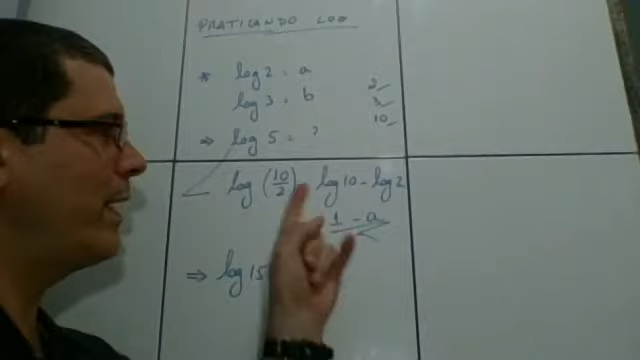 PRATICANDO LOG
* log 2 = a
log 3 = b
2
3
10
⇒ log 5 = ?
log (10/2) log 10 - log 2
1 - a
⇒ log 15